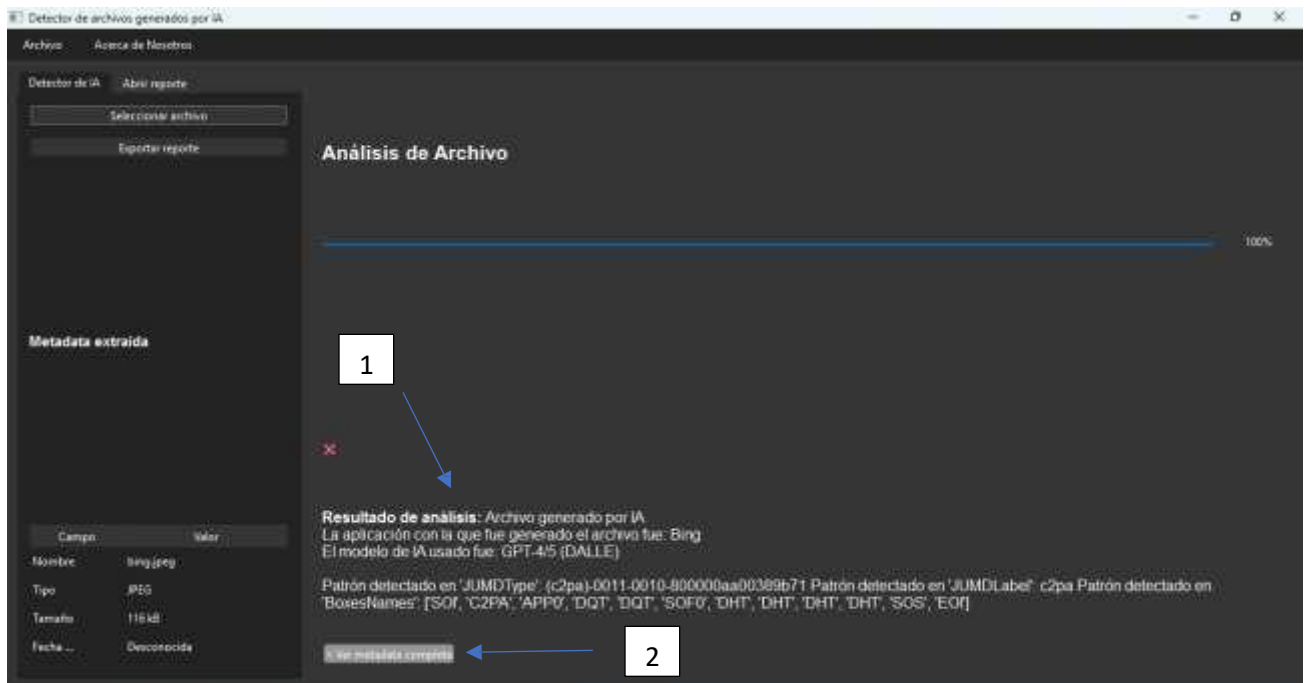 Detector de archivos generados por IA
Archivo Acerca de Nosotros
Detector de IA Abrir reporte
Seleccionar archivo
Exportar reporte
Análisis de Archivo
100%
Metadata extraída
1
Resultado de análisis: Archivo generado por IA
La aplicación con la que fue generado el archivo fue: Bing
El modelo de IA usado fue: GPT-4/5 (DALLE)
Patrón detectado en 'JUMDType': (c2pa)-0011-0010-800000aa00389b71 Patrón detectado en 'JUMDLabel': c2pa Patrón detectado en
'BoxesNames': ['SOI', 'C2PA', 'APP0', 'DQT', 'DQT', 'SOF0', 'DHT', 'DHT', 'DHT', 'DHT', 'SOS', 'EOI']
Campo Valor
Nombre bing.jpeg
Tipo JPEG
Tamaño 116 kB
Fecha ... Desconocida
Ver metadata completa
2